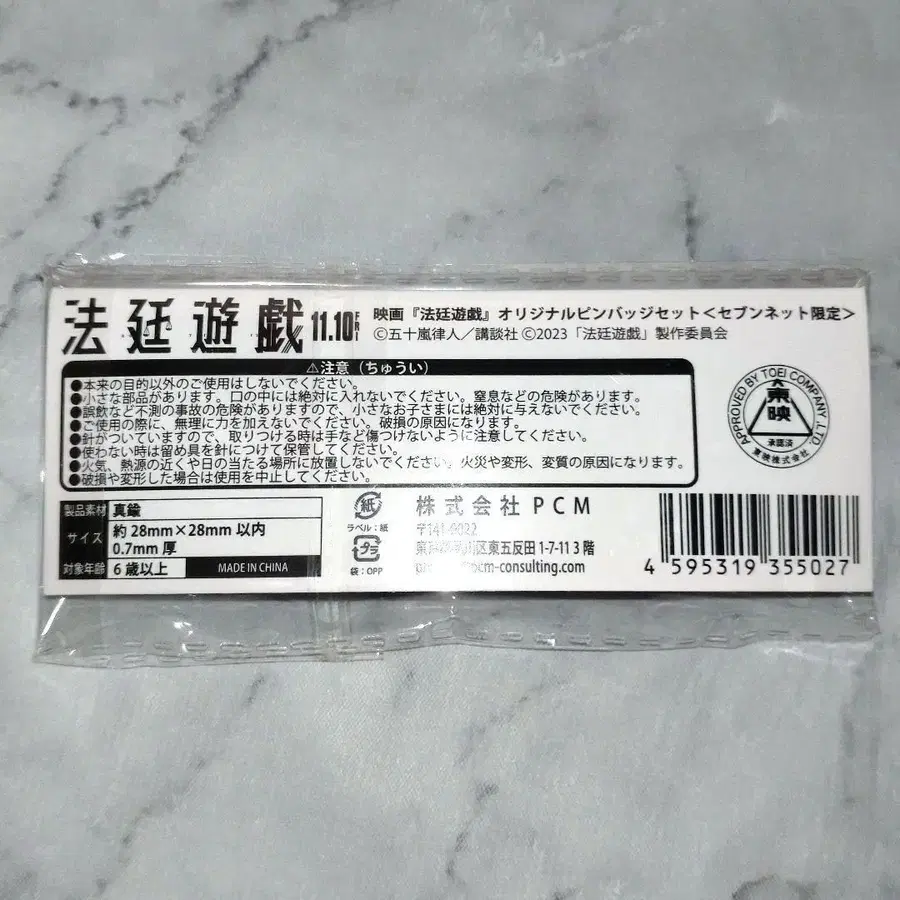 法廷遊戯 11.10 FRI
映画『法廷遊戯』オリジナルピンバッジセット<セブンネット限定>
©五十嵐律人/講談社 ©2023「法廷遊戯」製作委員会
⚠注意（ちゅうい）
●本来の目的以外のご使用はしないでください。
●小さな部品があります。口の中には絶対に入れないでください。窒息などの危険があります。
●誤飲など不測の事故の危険がありますので、小さなお子さまには絶対に与えないでください。
●ご使用の際に、無理に力を加えないでください。破損の原因になります。
●針がついていますので、取りつける時は手など傷つけないように注意してください。
●使わない時は留め具を針につけて保管してください。
●火気、熱源の近くや日の当たる場所に放置しないでください。火災や変形、変質の原因になります。
●破損や変形した場合は使用を中止してください。
APPROVED BY TOEI COMPANY, LTD.
東映
承認済
東映株式会社
製品素材 真鍮
サイズ 約 28mm×28mm 以内
0.7mm 厚
対象年齢 6 歳以上 MADE IN CHINA
紙
ラベル：紙
プラ
袋：OPP
株式会社 PCM
〒141-0022
区東五反田 1-7-11 3 階
pcm-consulting.com
4 595319 355027